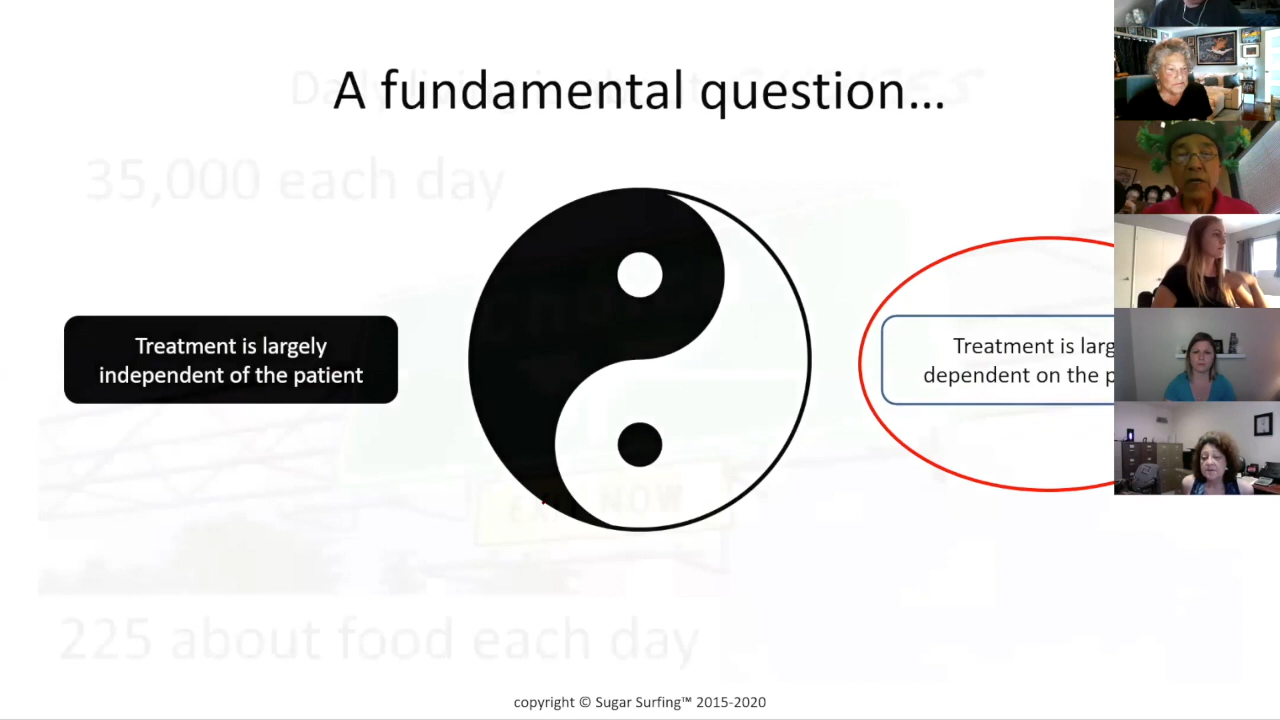 A fundamental question...
35,000 each day
Treatment is largely
independent of the patient
Treatment is larg
dependent on the p
225 about food each day
copyright © Sugar Surfing™ 2015-2020